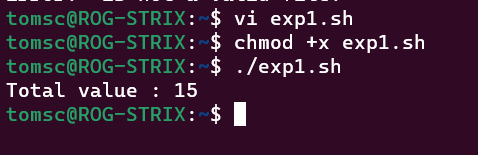 tomsc@ROG-STRIX:~$ vi exp1.sh
tomsc@ROG-STRIX:~$ chmod +x exp1.sh
tomsc@ROG-STRIX:~$ ./exp1.sh
Total value : 15
tomsc@ROG-STRIX:~$